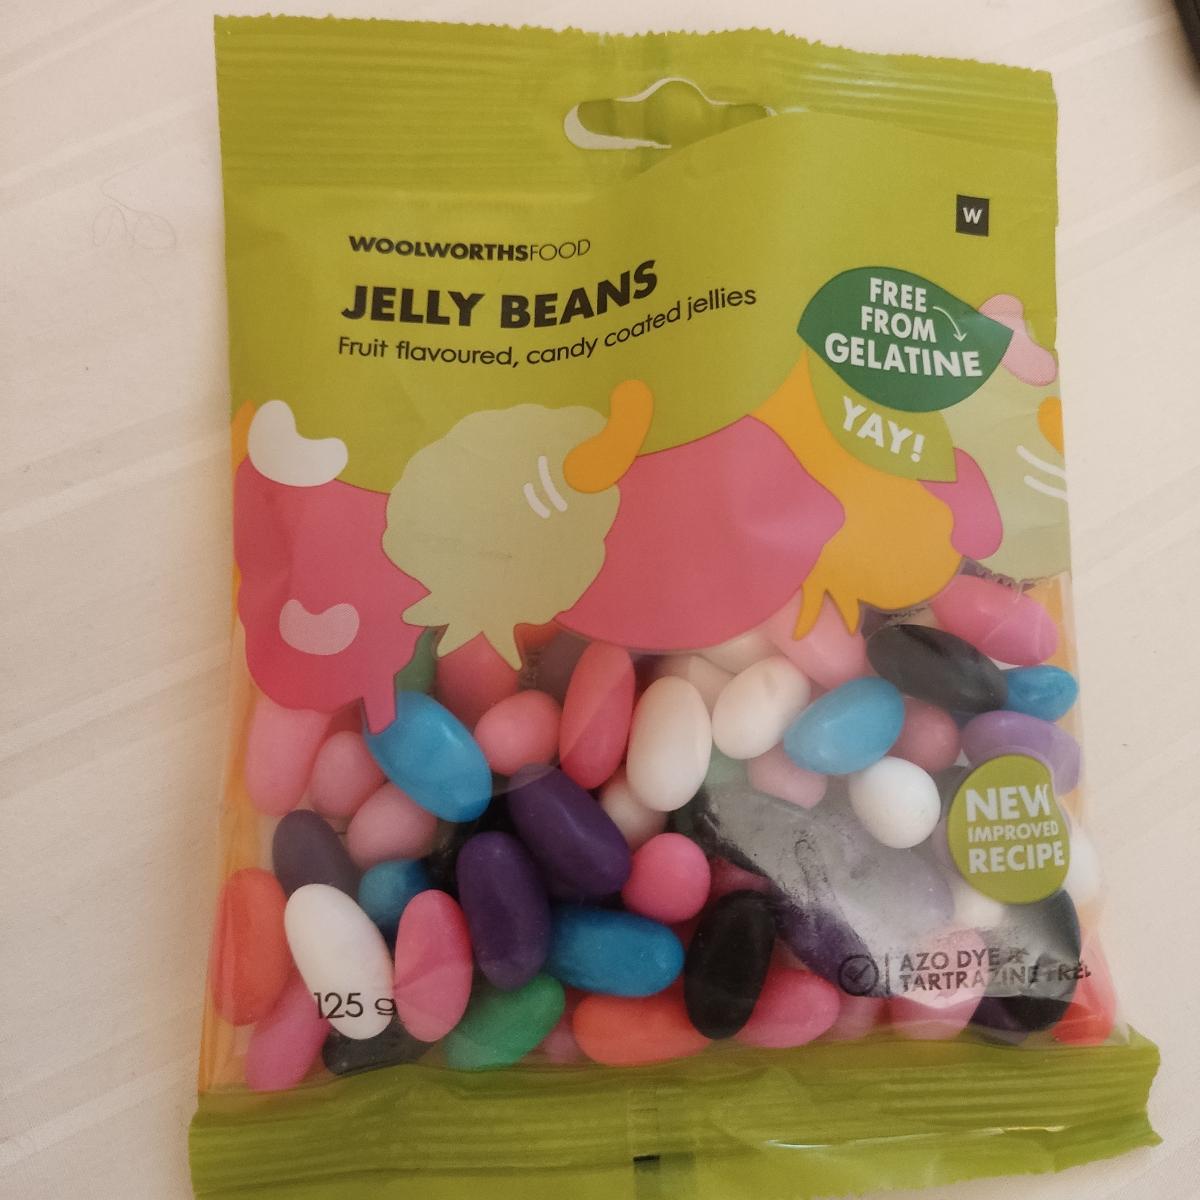 W
WOOLWORTHSFOOD
JELLY BEANS
Fruit flavoured, candy coated jellies
FREE
FROM
GELATINE
YAY!
NEW
IMPROVED
RECIPE
125 g
AZO DYE &
TARTRAZINE FREE